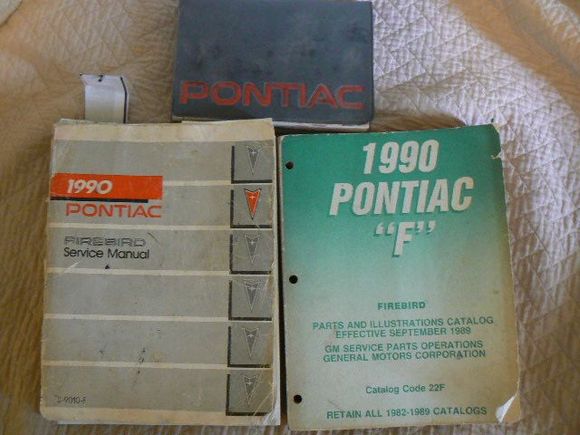 PONTIAC
1990
PONTIAC
FIREBIRD
Service Manual
S-9010-F
1990
PONTIAC
"F"
FIREBIRD
PARTS AND ILLUSTRATIONS CATALOG
EFFECTIVE SEPTEMBER 1989
GM SERVICE PARTS OPERATIONS
GENERAL MOTORS CORPORATION
Catalog Code 22F
RETAIN ALL 1982-1989 CATALOGS